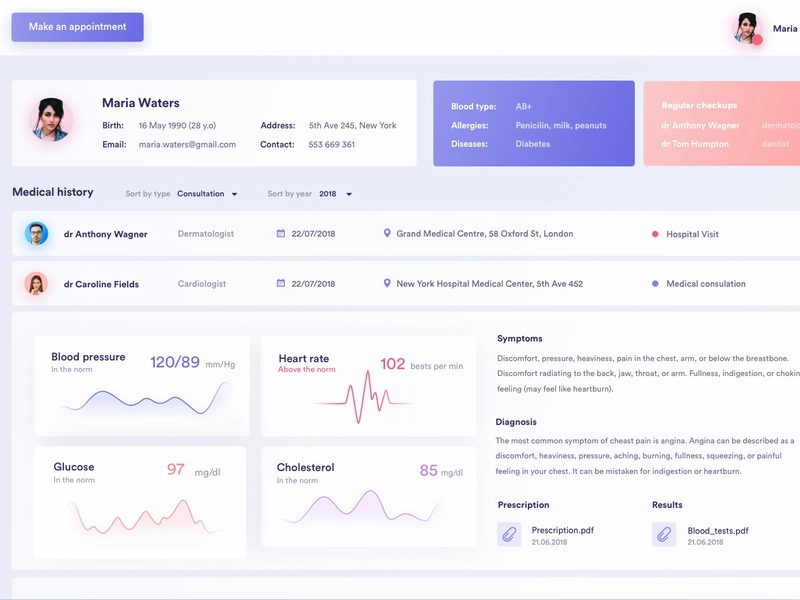 Make an appointment
Maria
Maria Waters
Birth: 16 May 1990 (28 y.o) Address: 5th Ave 245, New York
Email: maria.waters@gmail.com Contact: 553 669 361
Blood type: AB+
Allergies: Penicilin, milk, peanuts
Diseases: Diabetes
Regular checkups
dr Anthony Wagner
dr Tom Humpton dentist
Medical history Sort by type Consultation Sort by year 2018
dr Anthony Wagner Dermatologist 22/07/2018 Grand Medical Centre, 58 Oxford St, London Hospital Visit
dr Caroline Fields Cardiologist 22/07/2018 New York Hospital Medical Center, 5th Ave 452 Medical consulation
Blood pressure 120/89 mm/Hg
In the norm
Heart rate 102 beats per min
Above the norm
Glucose 97 mg/dl
In the norm
Cholesterol 85 mg/dl
In the norm
Symptoms
Discomfort, pressure, heaviness, pain in the chest, arm, or below the breastbone.
Discomfort radiating to the back, jaw, throat, or arm. Fullness, indigestion, or chokin
feeling (may feel like heartburn).
Diagnosis
The most common symptom of cheast pain is angina. Angina can be described as a
discomfort, heaviness, pressure, aching, burning, fullness, squeezing, or painful
feeling in your chest. It can be mistaken for indigestion or heartburn.
Prescription Results
Prescription.pdf Blood_tests.pdf
21.06.2018 21.06.2018